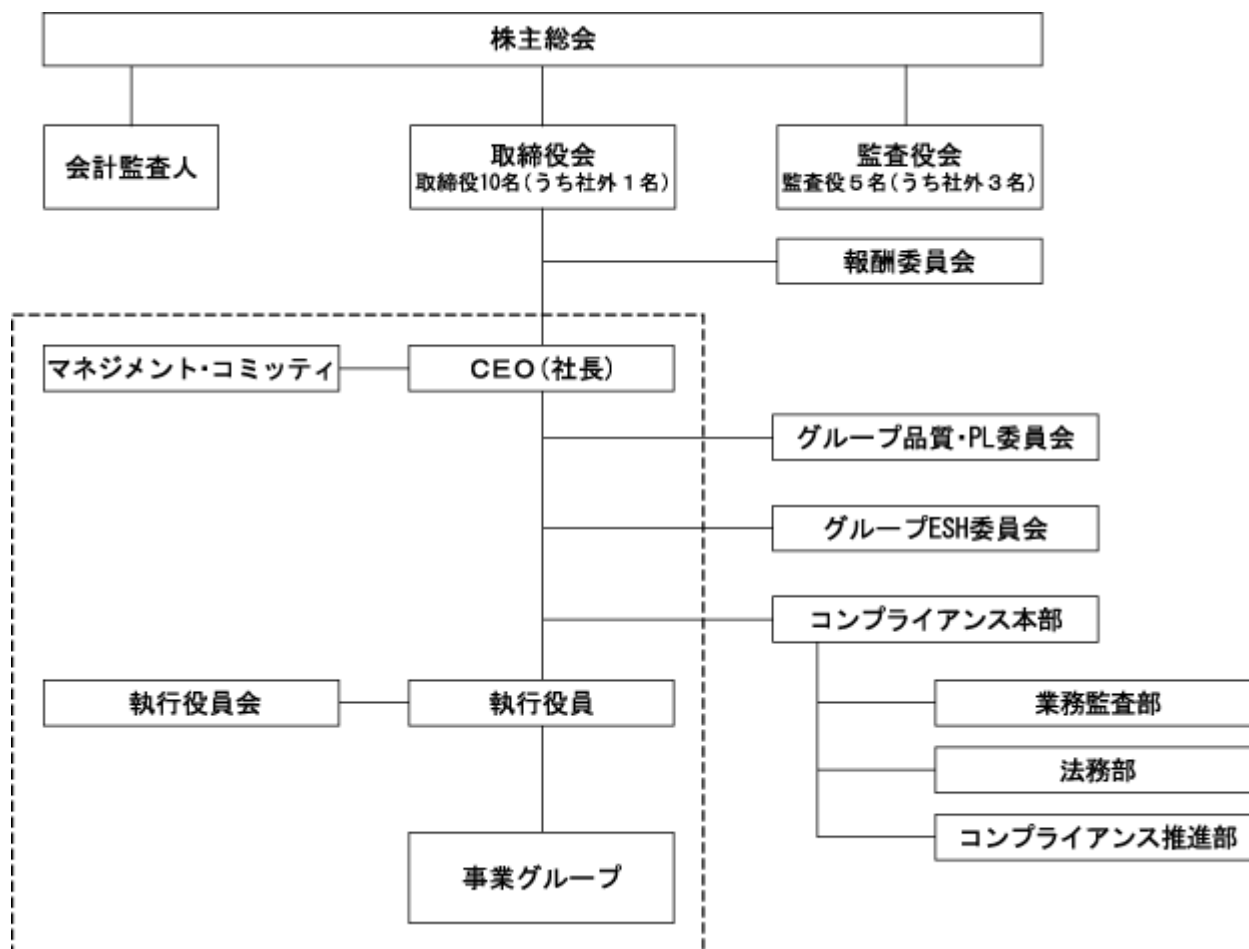 株主総会
会計監査人
取締役会
取締役10名(うち社外1名)
監査役会
監査役5名(うち社外3名)
報酬委員会
マネジメント・コミッティ
CEO(社長)
グループ品質・PL委員会
グループESH委員会
コンプライアンス本部
執行役員会
執行役員
業務監査部
法務部
コンプライアンス推進部
事業グループ